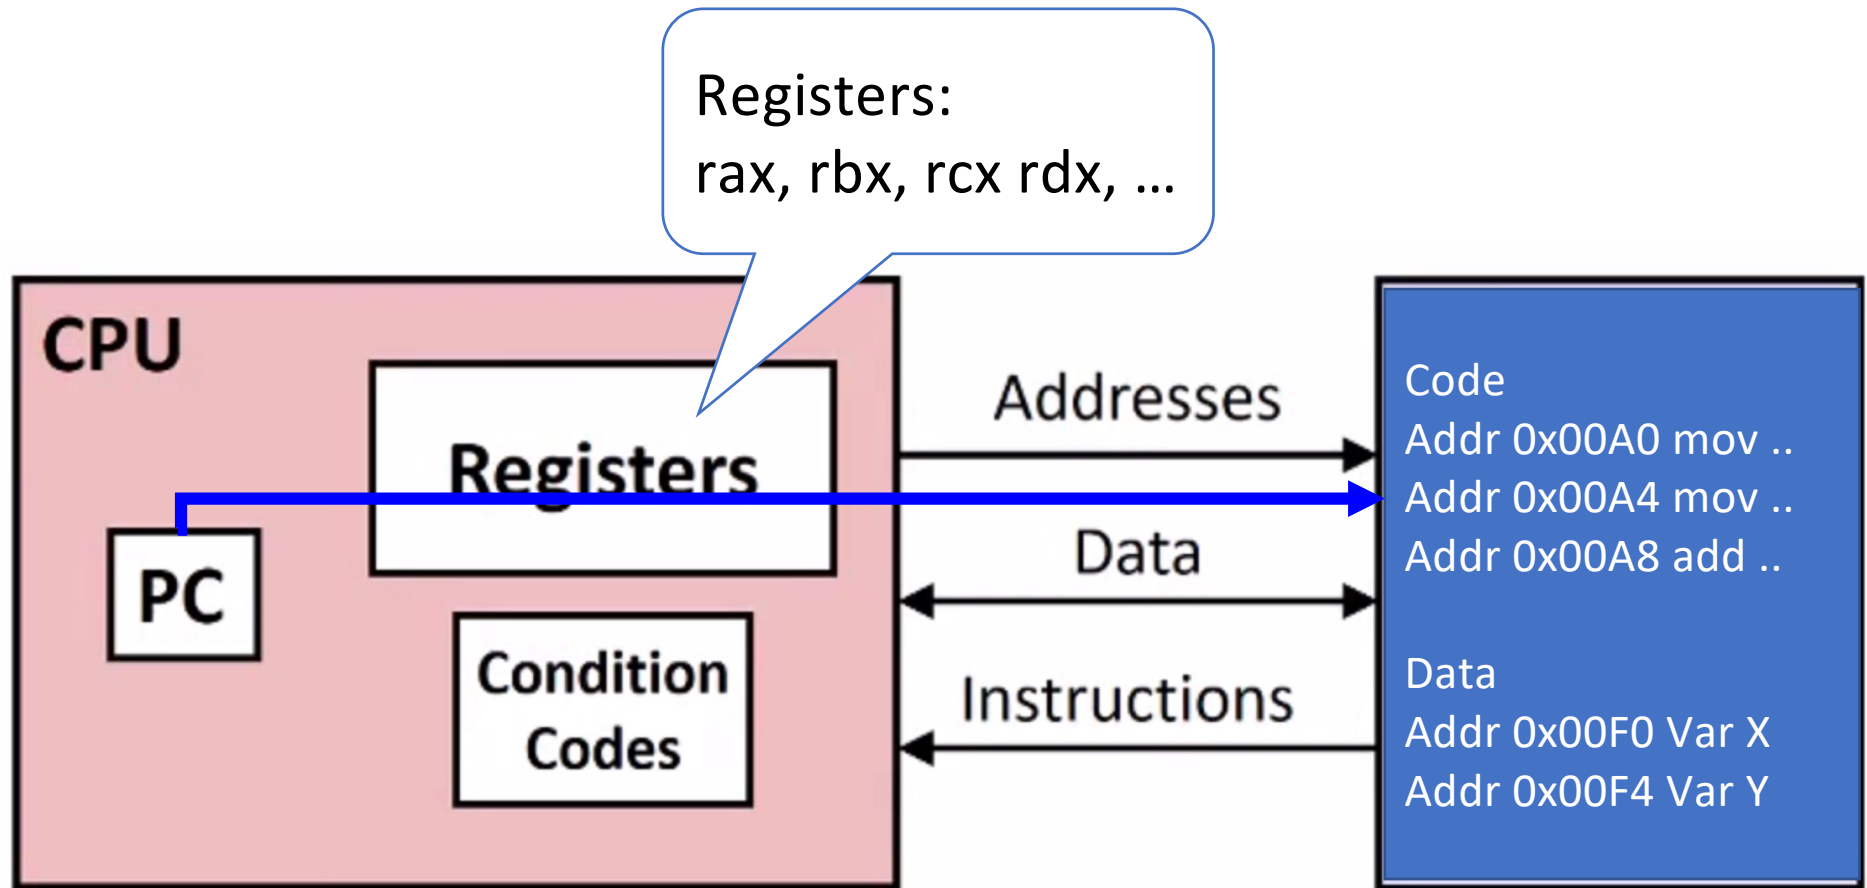 Registers:
rax, rbx, rcx rdx, ...
CPU
Registers
PC
Condition
Codes
Addresses
Data
Instructions
Code
Addr 0x00A0 mov ..
Addr 0x00A4 mov ..
Addr 0x00A8 add ..
Data
Addr 0x00F0 Var X
Addr 0x00F4 Var Y